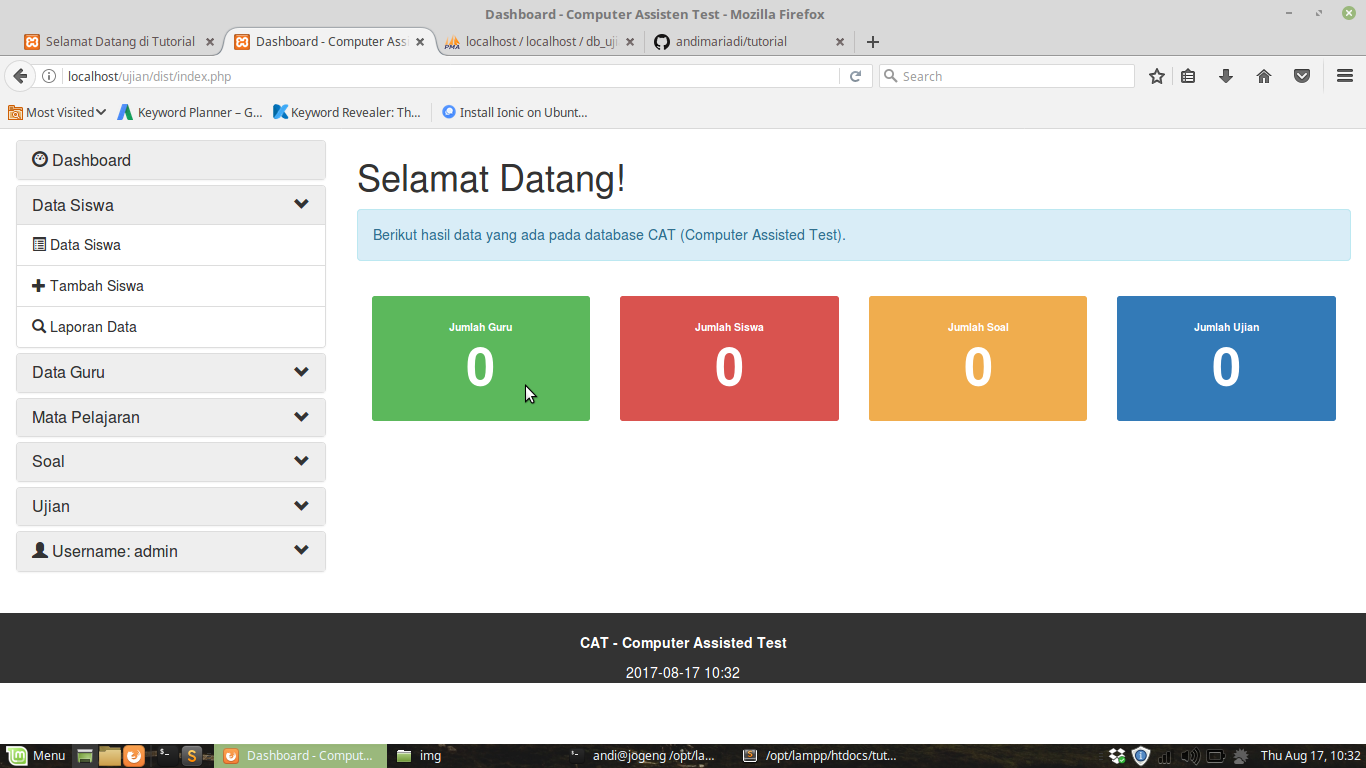 Dashboard - Computer Assisten Test - Mozilla Firefox
Selamat Datang di Tutorial
Dashboard - Computer Ass
localhost / localhost / db_uji
andimariadi/tutorial
localhost/ujian/dist/index.php
Search
Most Visited
Keyword Planner – G...
Keyword Revealer: Th...
Install Ionic on Ubunt...
Dashboard
Data Siswa
Data Siswa
Tambah Siswa
Laporan Data
Data Guru
Mata Pelajaran
Soal
Ujian
Username: admin
Selamat Datang!
Berikut hasil data yang ada pada database CAT (Computer Assisted Test).
Jumlah Guru
0
Jumlah Siswa
0
Jumlah Soal
0
Jumlah Ujian
0
CAT - Computer Assisted Test
2017-08-17 10:32
Menu
Dashboard - Comput...
img
andi@jogeng /opt/la...
/opt/lampp/htdocs/tut...
Thu Aug 17, 10:32